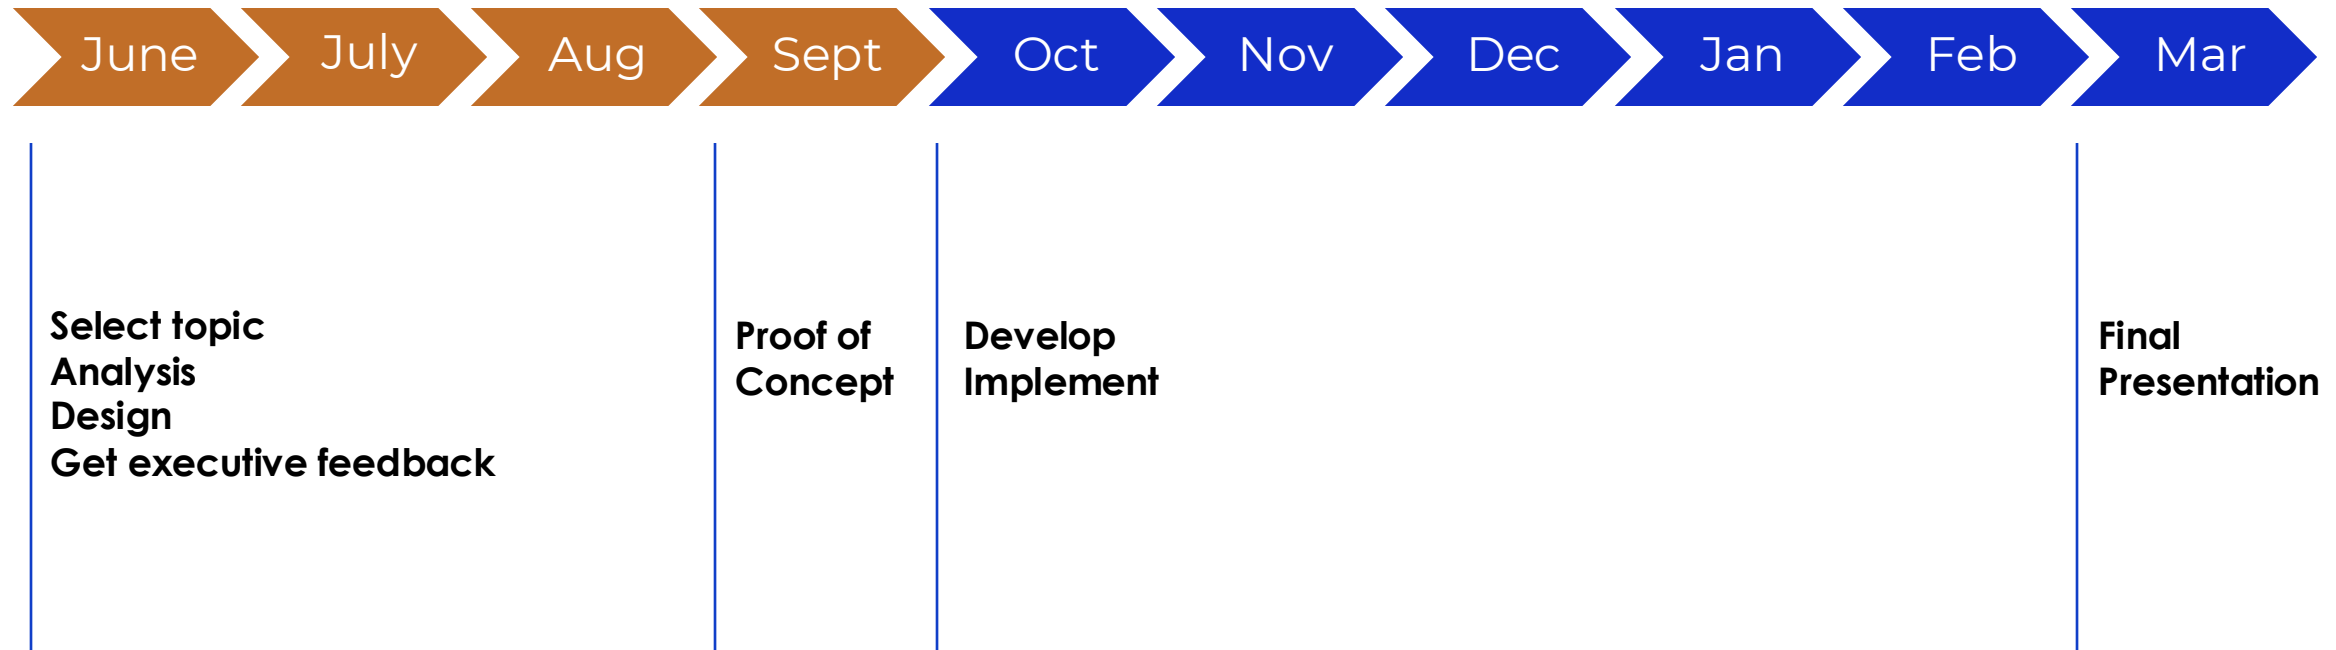 June July Aug Sept Oct Nov Dec Jan Feb Mar
Select topic
Analysis
Design
Get executive feedback
Proof of
Concept
Develop
Implement
Final
Presentation